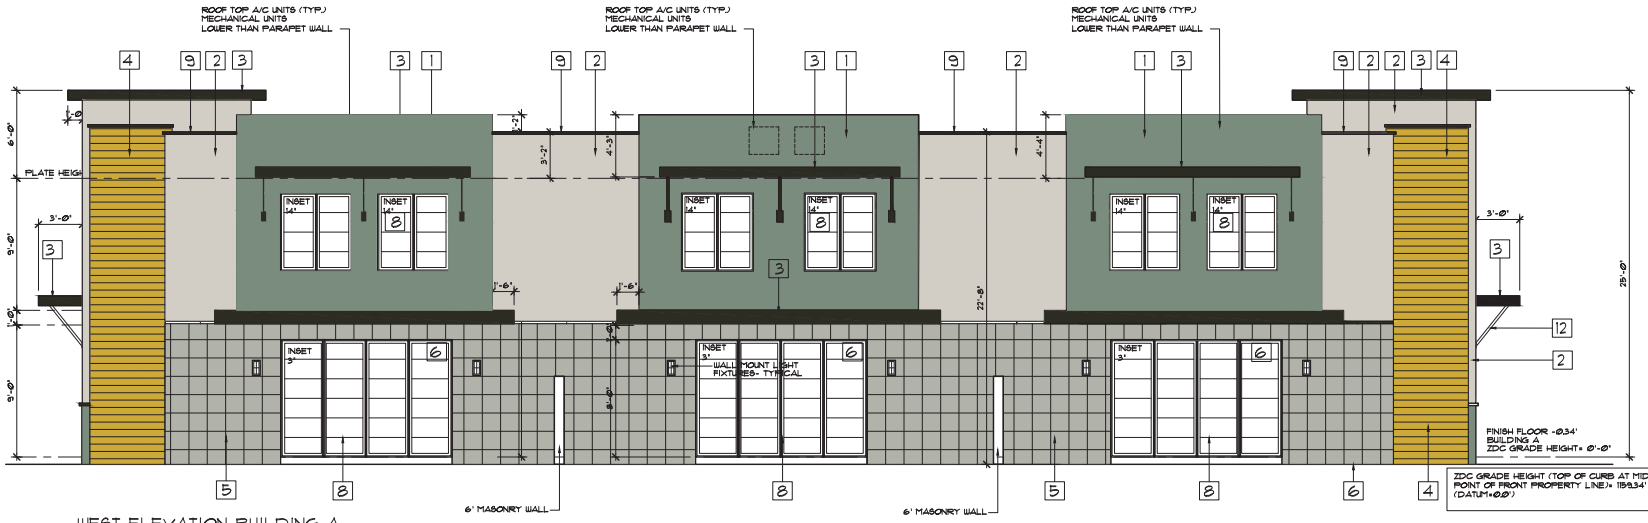 ROOF TOP A/C UNITS (TYP.)
MECHANICAL UNITS
LOWER THAN PARAPET WALL
ROOF TOP A/C UNITS (TYP.)
MECHANICAL UNITS
LOWER THAN PARAPET WALL
ROOF TOP A/C UNITS (TYP.)
MECHANICAL UNITS
LOWER THAN PARAPET WALL
4 9 2 3 3 1 9 2 3 1 9 2 1 3 9 2 2 3 4
1'-0
6'-0"
1'-2"
3'-2"
4'-3"
4'-4"
PLATE HEIGH
INSET
14"
INSET
14"
8
INSET
14"
INSET
14"
8
INSET
14"
INSET
14"
8
3'-0"
3
9'-0"
3'-0"
3
25'-0"
3
1'-6"
1'-6"
22'-8"
1'-0"
12
2
INSET
3"
6
INSET
3"
6
INSET
3"
6
WALL MOUNT LIGHT
FIXTURES- TYPICAL
9'-0"
8'-0"
FINISH FLOOR -0.34'
BUILDING A
ZDC GRADE HEIGHT= 0'-0"
ZDC GRADE HEIGHT (TOP OF CURB AT MID
POINT OF FRONT PROPERTY LINE)= 1159.34'
(DATUM=0.0')
5 8 8 5 8 6 4
6' MASONRY WALL
6' MASONRY WALL
WEST ELEVATION BUILDING A